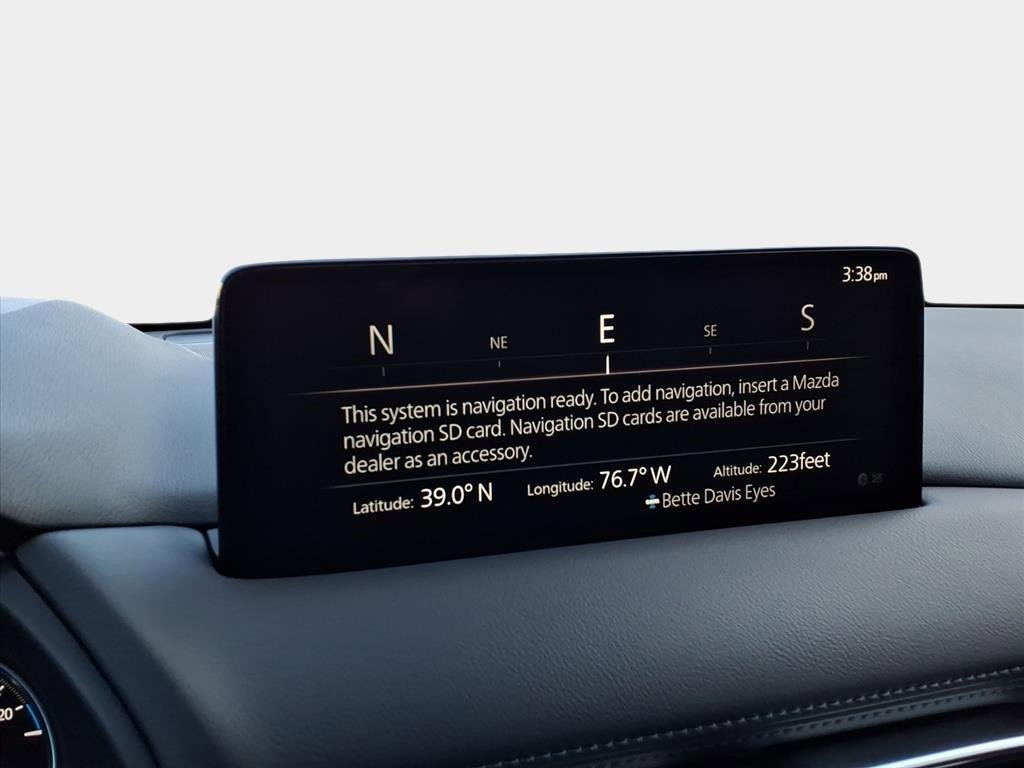 3:38pm
N NE E SE S
This system is navigation ready. To add navigation, insert a Mazda
navigation SD card. Navigation SD cards are available from your
dealer as an accessory.
Latitude: 39.0° N Longitude: 76.7° W Altitude: 223feet
Bette Davis Eyes
20